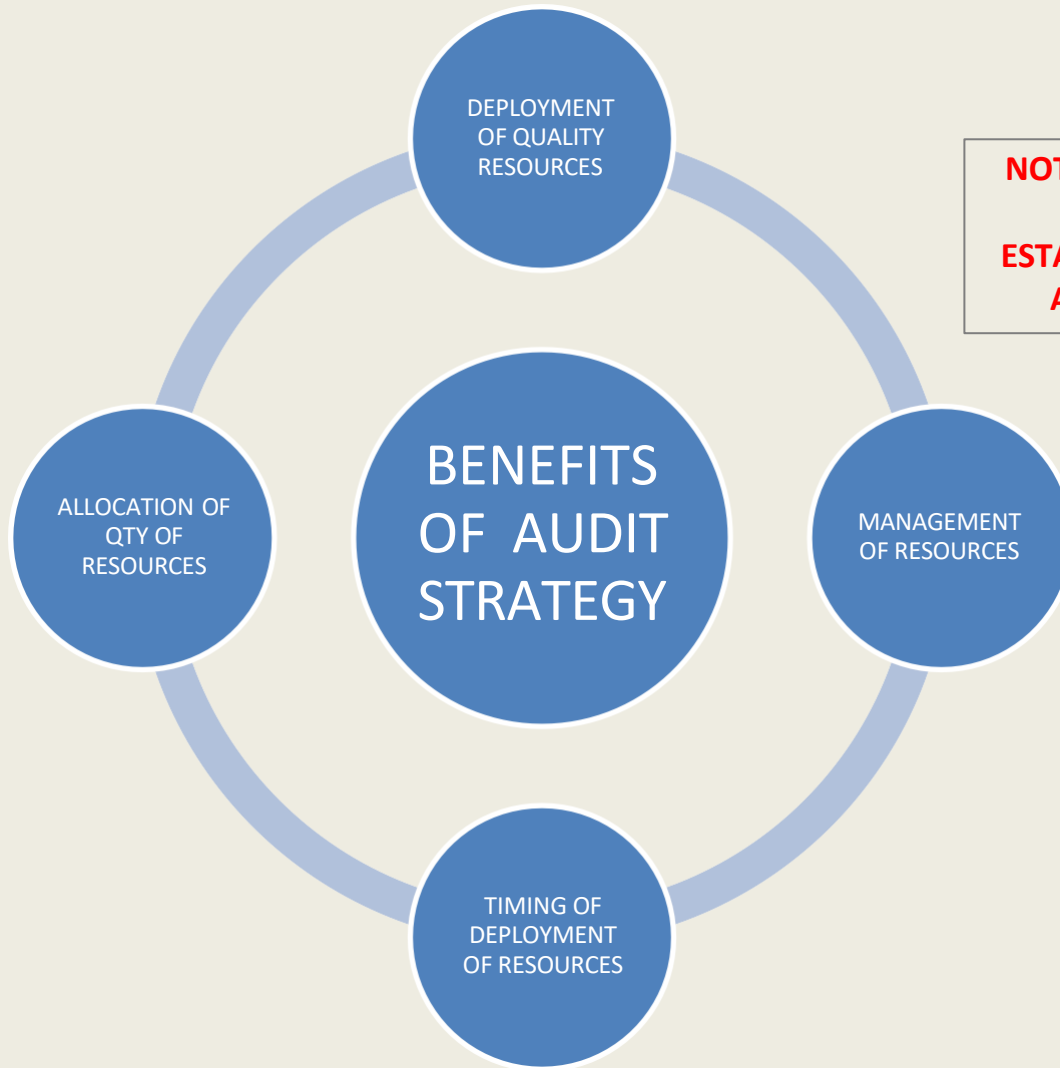 DEPLOYMENT
OF QUALITY
RESOURCES
ESTA
ALLOCATION OF
QTY OF
RESOURCES
BENEFITS
OF AUDIT
STRATEGY
MANAGEMENT
OF RESOURCES
TIMING OF
DEPLOYMENT
OF RESOURCES